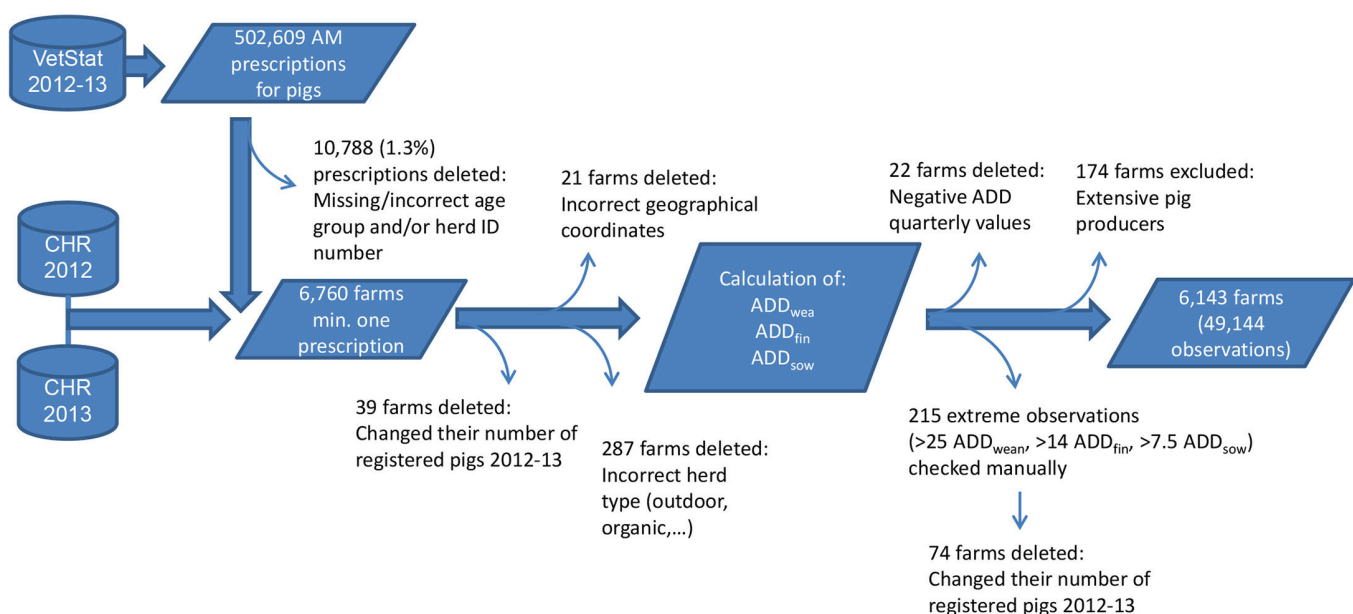 VetStat
2012-13
502,609 AM
prescriptions
for pigs
10,788 (1.3%)
prescriptions deleted:
Missing/incorrect age
group and/or herd ID
number
CHR
2012
CHR
2013
6,760 farms
min. one
prescription
21 farms deleted:
Incorrect geographical
coordinates
39 farms deleted:
Changed their number of
registered pigs 2012-13
287 farms deleted:
Incorrect herd
type (outdoor,
organic,...)
Calculation of:
ADDwea
ADDfin
ADDsow
22 farms deleted:
Negative ADD
quarterly values
174 farms excluded:
Extensive pig
producers
215 extreme observations
(>25 ADDwean, >14 ADDfin, >7.5 ADDsow)
checked manually
74 farms deleted:
Changed their number of
registered pigs 2012-13
6,143 farms
(49,144
observations)